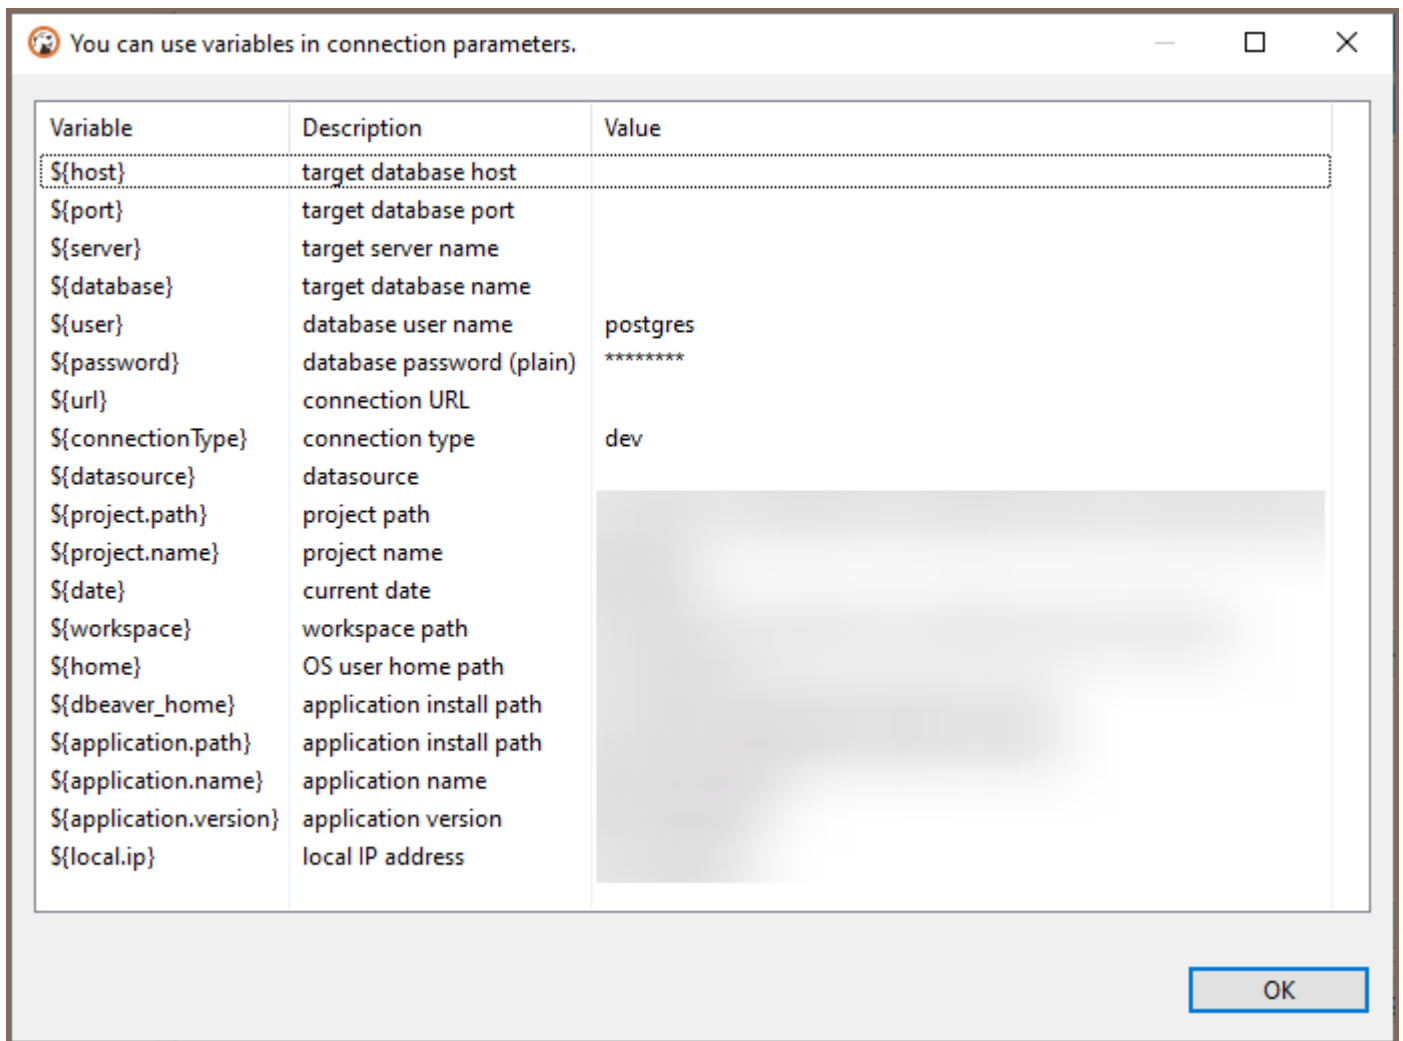 You can use variables in connection parameters.
Variable Description Value
${host} target database host
${port} target database port
${server} target server name
${database} target database name
${user} database user name postgres
${password} database password (plain) ********
${url} connection URL
${connectionType} connection type dev
${datasource} datasource
${project.path} project path
${project.name} project name
${date} current date
${workspace} workspace path
${home} OS user home path
${dbeaver_home} application install path
${application.path} application install path
${application.name} application name
${application.version} application version
${local.ip} local IP address
OK